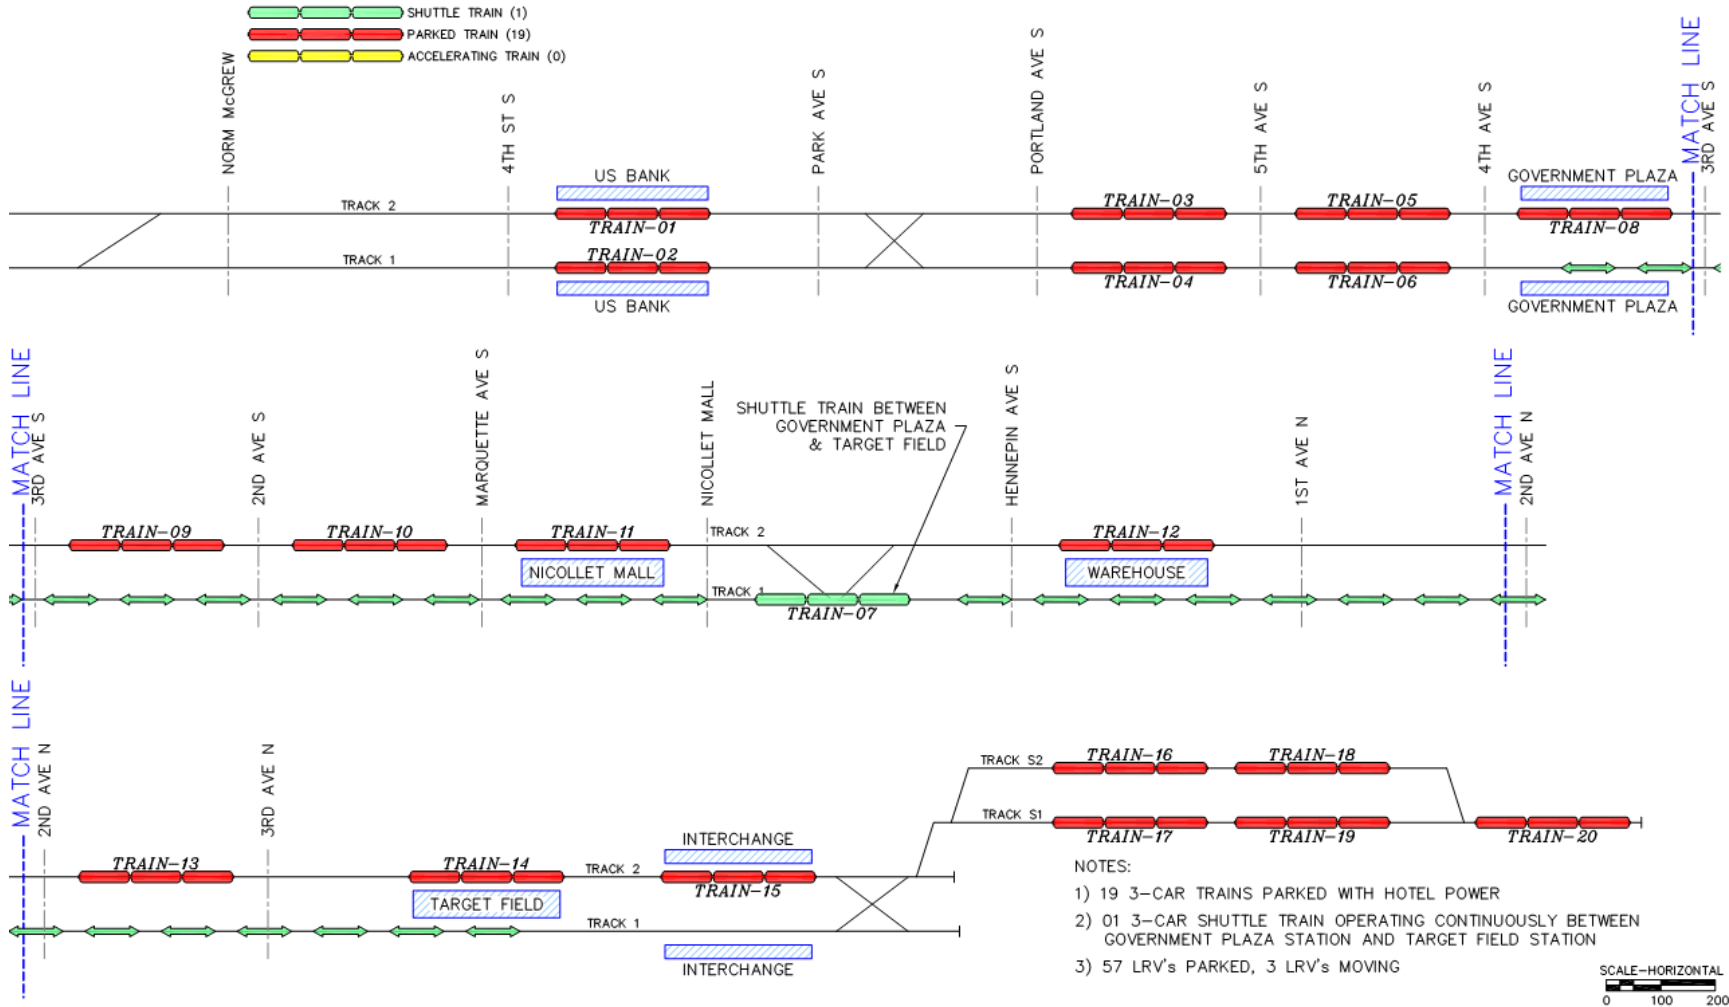 SHUTTLE TRAIN (1)
PARKED TRAIN (19)
ACCELERATING TRAIN (0)
NORM McGREW
4TH ST S
PARK AVE S
PORTLAND AVE S
5TH AVE S
4TH AVE S
MATCH LINE
3RD AVE S
US BANK
GOVERNMENT PLAZA
TRACK 2
TRAIN-01
TRAIN-03
TRAIN-05
TRAIN-08
TRACK 1
TRAIN-02
TRAIN-04
TRAIN-06
US BANK
GOVERNMENT PLAZA
MATCH LINE
3RD AVE S
2ND AVE S
MARQUETTE AVE S
NICOLLET MALL
SHUTTLE TRAIN BETWEEN
GOVERNMENT PLAZA
& TARGET FIELD
HENNEPIN AVE S
1ST AVE N
MATCH LINE
2ND AVE N
TRAIN-09
TRAIN-10
TRAIN-11
TRACK 2
TRAIN-12
NICOLLET MALL
WAREHOUSE
TRACK 1
TRAIN-07
MATCH LINE
2ND AVE N
3RD AVE N
TRACK S2
TRAIN-16
TRAIN-18
TRACK S1
TRAIN-17
TRAIN-19
TRAIN-20
INTERCHANGE
TRAIN-13
TRAIN-14
TRACK 2
TRAIN-15
TARGET FIELD
TRACK 1
INTERCHANGE
NOTES:
1) 19 3-CAR TRAINS PARKED WITH HOTEL POWER
2) 01 3-CAR SHUTTLE TRAIN OPERATING CONTINUOUSLY BETWEEN
GOVERNMENT PLAZA STATION AND TARGET FIELD STATION
3) 57 LRV's PARKED, 3 LRV's MOVING
SCALE-HORIZONTAL
0 100 200